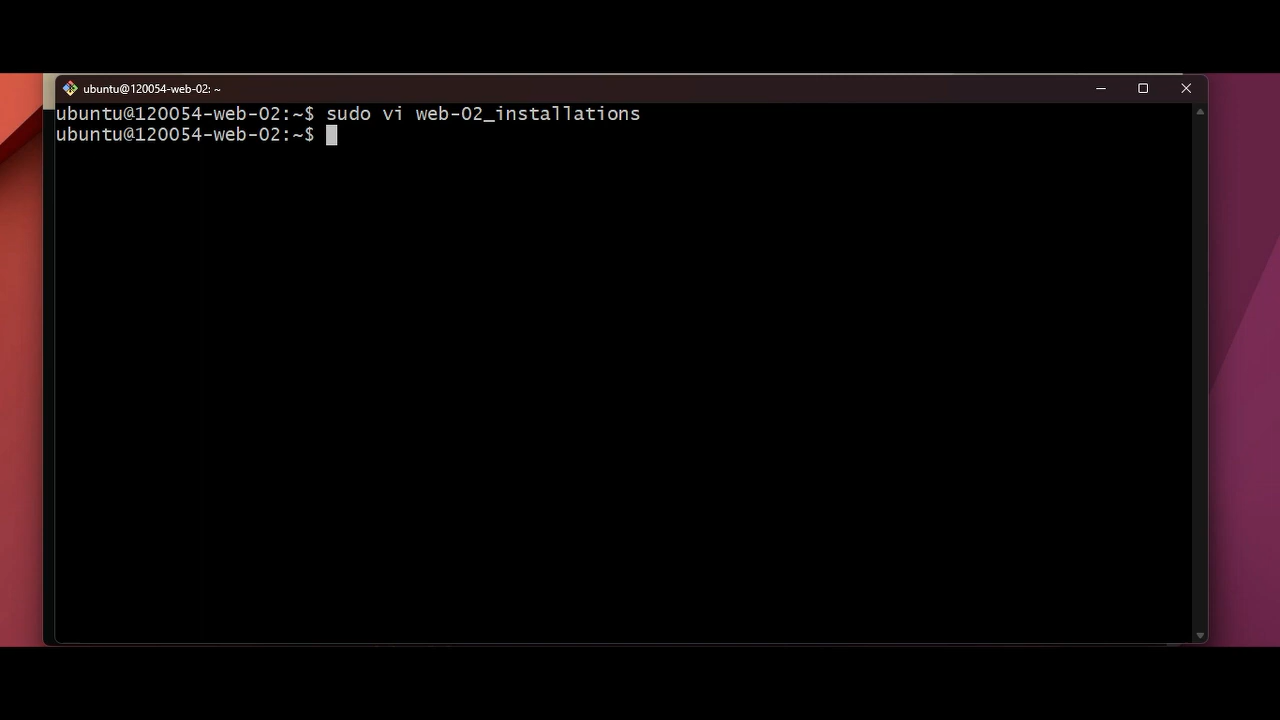 ubuntu@120054-web-02: ~
ubuntu@120054-web-02:~$ sudo vi web-02_installations
ubuntu@120054-web-02:~$